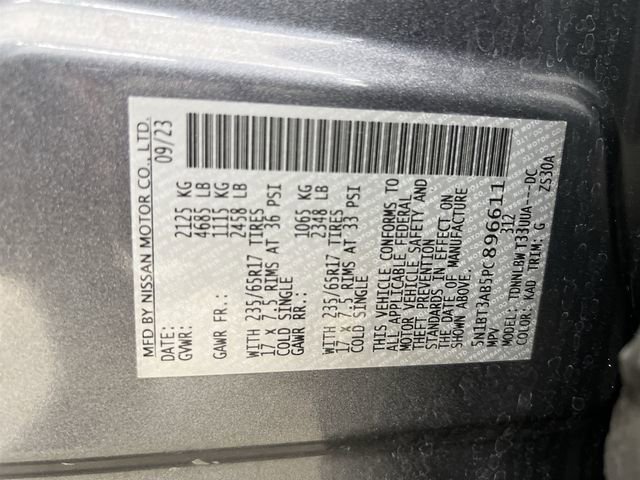 MFD BY NISSAN MOTOR CO., LTD.
DATE: 09/23
GVWR: 2125 KG
4685 LB
GAWR FR.: 1115 KG
2458 LB
WITH 235/65R17 TIRES
17 X 7.5 RIMS AT 36 PSI
COLD SINGLE
GAWR RR.: 1065 KG
2348 LB
WITH 235/65R17 TIRES
17 X 7.5 RIMS AT 33 PSI
COLD SINGLE
THIS VEHICLE CONFORMS TO
ALL APPLICABLE FEDERAL
MOTOR VEHICLE SAFETY AND
THEFT PREVENTION
STANDARDS IN EFFECT ON
THE DATE OF MANUFACTURE
SHOWN ABOVE.
5N1BT3AB5PC896611
MPV 312
MODEL: TDNNLBWT33UUA---DC
COLOR: KAD TRIM: G ZS30A